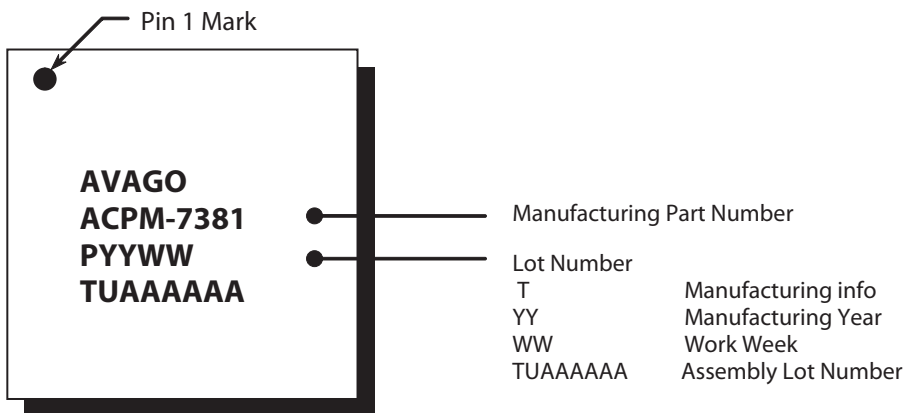 Pin 1 Mark
AVAGO
ACPM-7381
PYYWW
TUAAAAAA
Manufacturing Part Number
Lot Number
T Manufacturing info
YY Manufacturing Year
WW Work Week
TUAAAAAA Assembly Lot Number